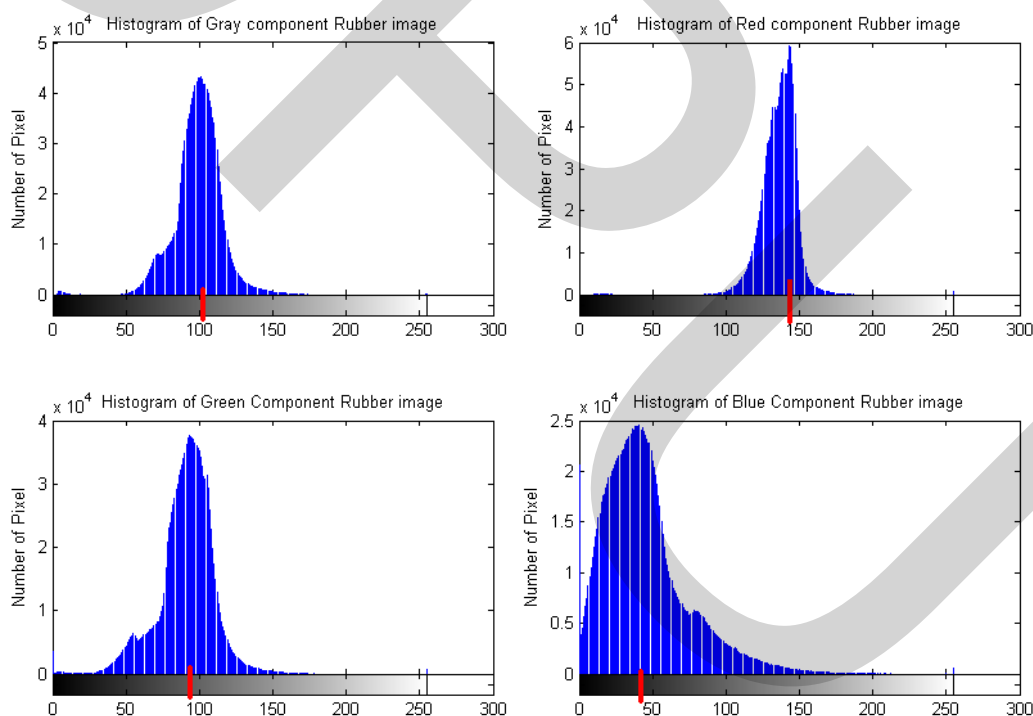 Histogram of Gray component Rubber image
x 10^4
5
4
3
2
1
0
Number of Pixel
0 50 100 150 200 250 300
Histogram of Red component Rubber image
x 10^4
6
5
4
3
2
1
0
Number of Pixel
0 50 100 150 200 250 300
Histogram of Green Component Rubber image
x 10^4
4
3
2
1
0
Number of Pixel
0 50 100 150 200 250 300
Histogram of Blue Component Rubber image
x 10^4
2.5
2
1.5
1
0.5
0
Number of Pixel
0 50 100 150 200 250 300